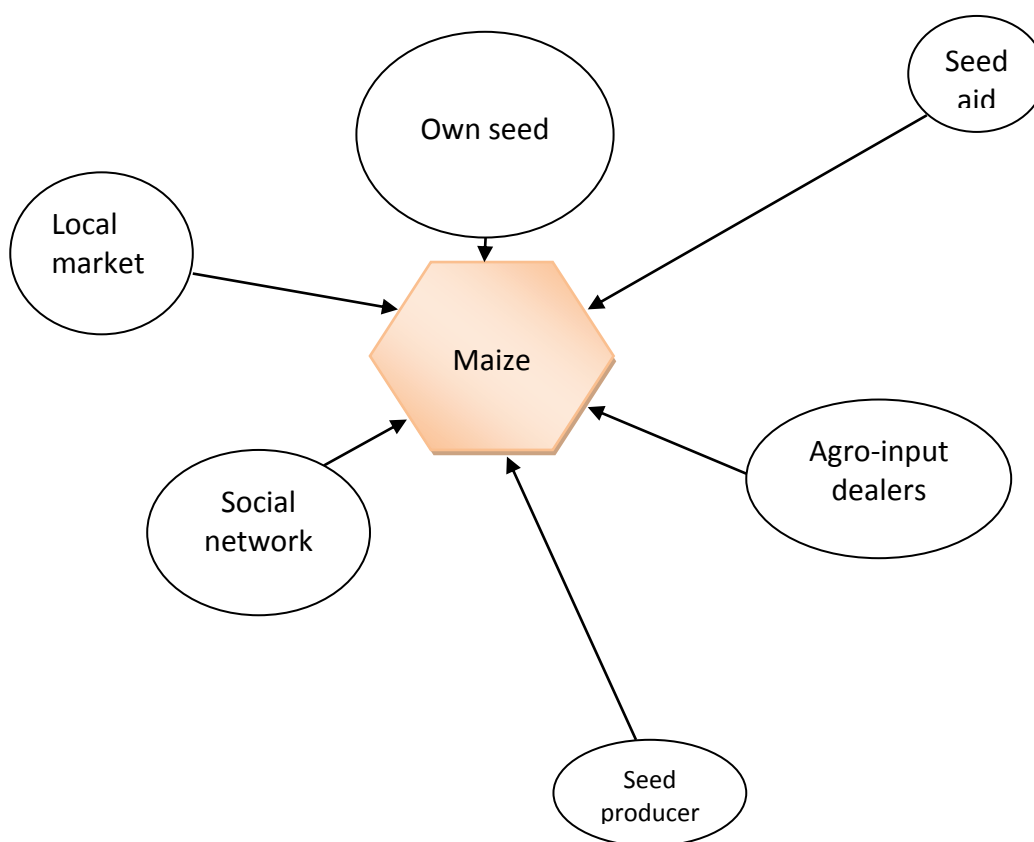 Seed
aid
Own seed
Local
market
Maize
Agro-input
dealers
Social
network
Seed
producer